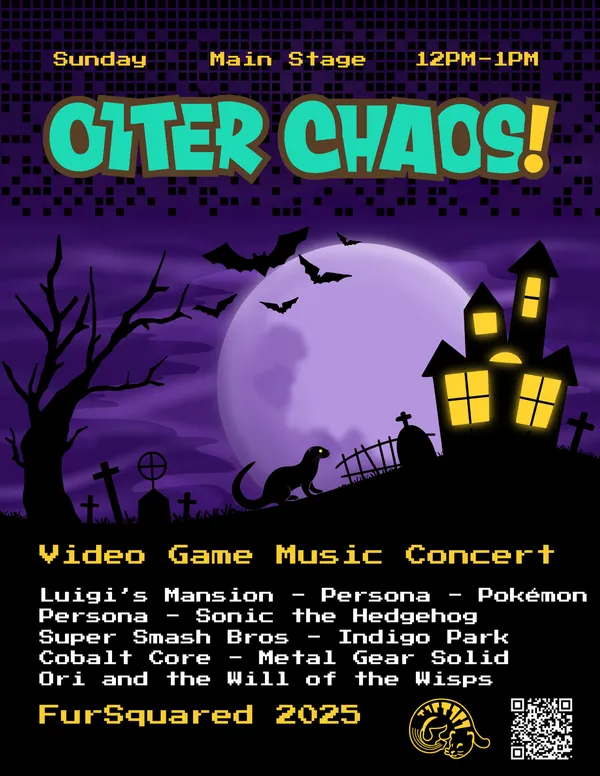 Sunday Main Stage 12PM-1PM
OTTER CHAOS!
Video Game Music Concert
Luigi's Mansion - Persona - Pokémon
Persona - Sonic the Hedgehog
Super Smash Bros - Indigo Park
Cobalt Core - Metal Gear Solid
Ori and the Will of the Wisps
FurSquared 2025